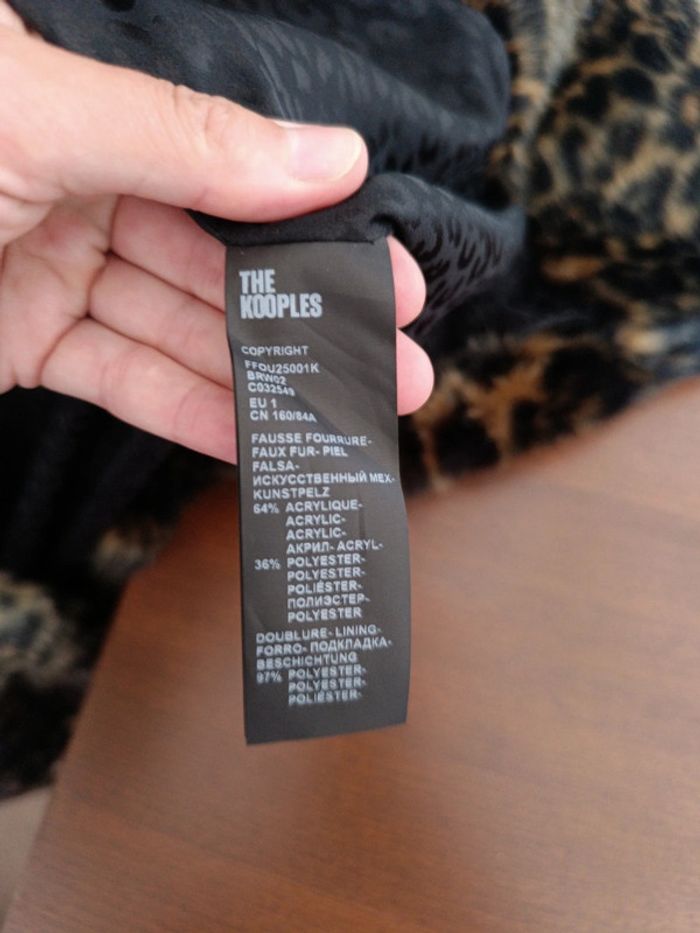 THE
KOOPLES
COPYRIGHT
FFOU25001K
BRW02
C032549
EU 1
CN 160/84A
FAUSSE FOURRURE-
FAUX FUR- PIEL
FALSA-
ИСКУССТВЕННЫЙ МЕХ-
KUNSTPELZ
64% ACRYLIQUE-
ACRYLIC-
ACRYLIC-
АКРИЛ- ACRYL-
36% POLYESTER-
POLYESTER-
POLIÉSTER-
ПОЛИЭСТЕР-
POLYESTER
DOUBLURE- LINING-
FORRO- ПОДКЛАДКА-
BESCHICHTUNG
97% POLYESTER-
POLYESTER-
POLIÉSTER-